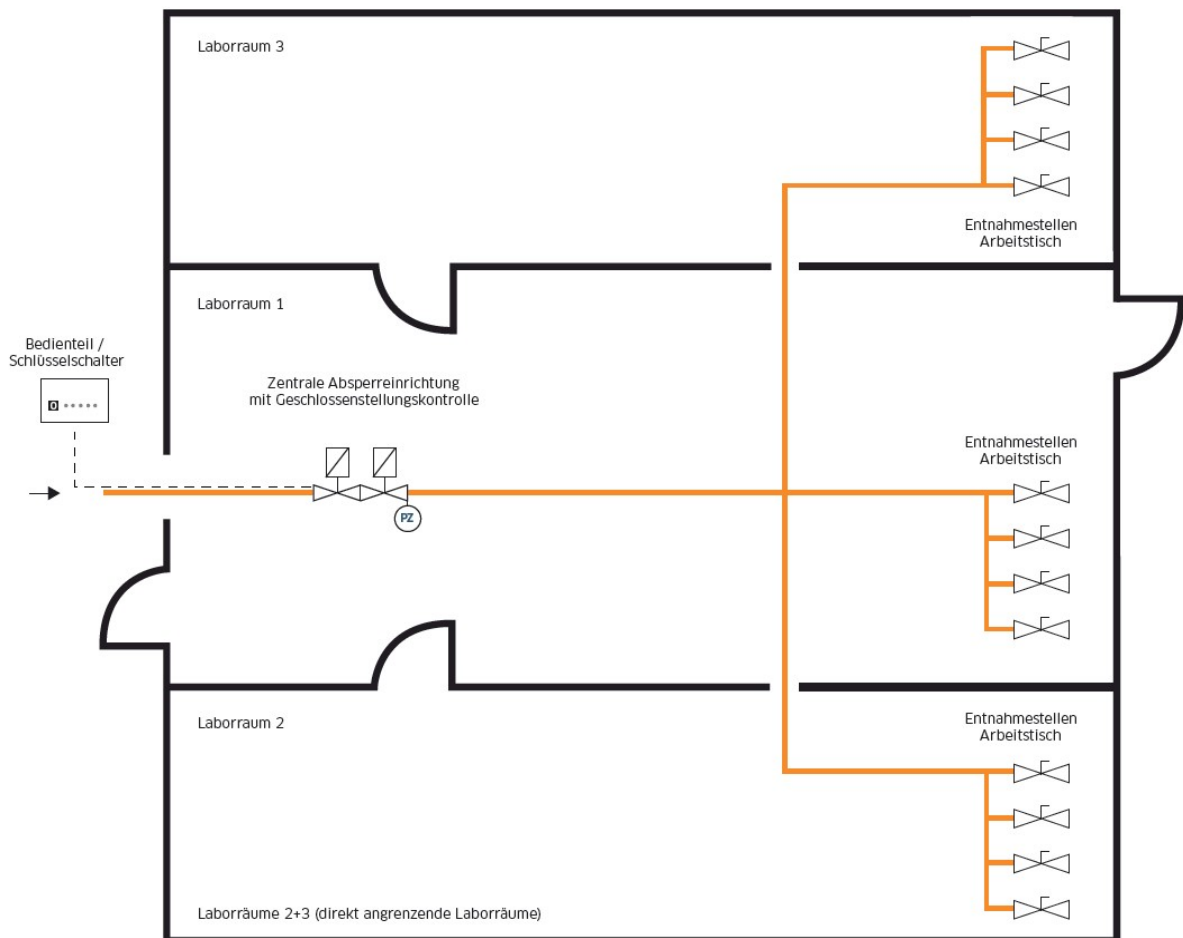 Laborraum 3
Entnahmestellen
Arbeitstisch
Laborraum 1
Bedienteil /
Schlüsselschalter
0
Zentrale Absperreinrichtung
mit Geschlossenstellungskontrolle
PZ
Entnahmestellen
Arbeitstisch
Laborraum 2
Entnahmestellen
Arbeitstisch
Laborräume 2+3 (direkt angrenzende Laborräume)